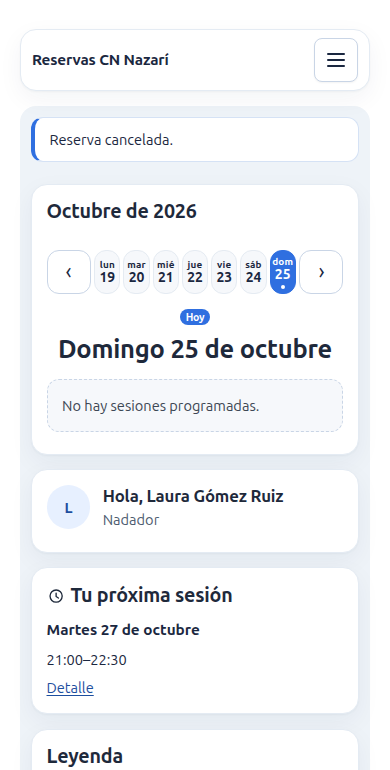 Reservas CN Nazarí
Reserva cancelada.
Octubre de 2026
‹ lun mar mié jue vie sáb dom ›
19 20 21 22 23 24 25
Hoy
Domingo 25 de octubre
No hay sesiones programadas.
L
Hola, Laura Gómez Ruiz
Nadador
Tu próxima sesión
Martes 27 de octubre
21:00–22:30
Detalle
Leyenda